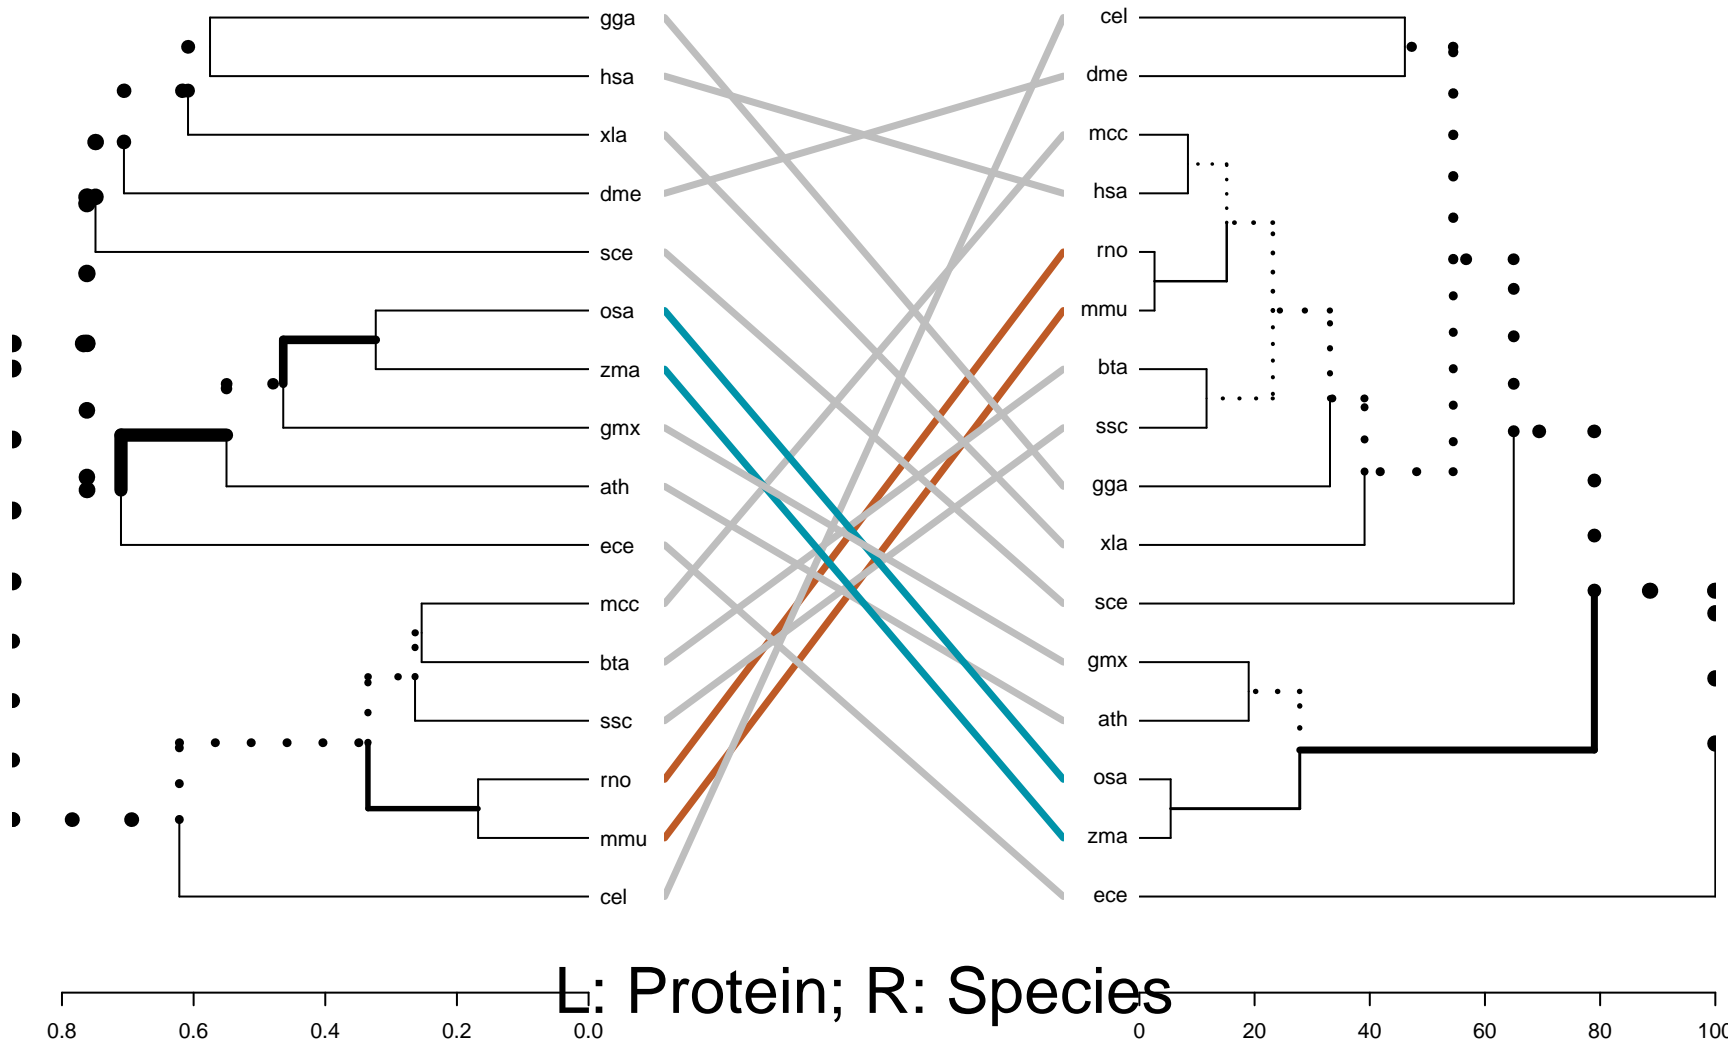 gga
hsa
xla
dme
sce
osa
zma
gmx
ath
ece
mcc
bta
ssc
rno
mmu
cel
cel
dme
mcc
hsa
rno
mmu
bta
ssc
gga
xla
sce
gmx
ath
osa
zma
ece
L: Protein; R: Species
0.8 0.6 0.4 0.2 0.0
0 20 40 60 80 100